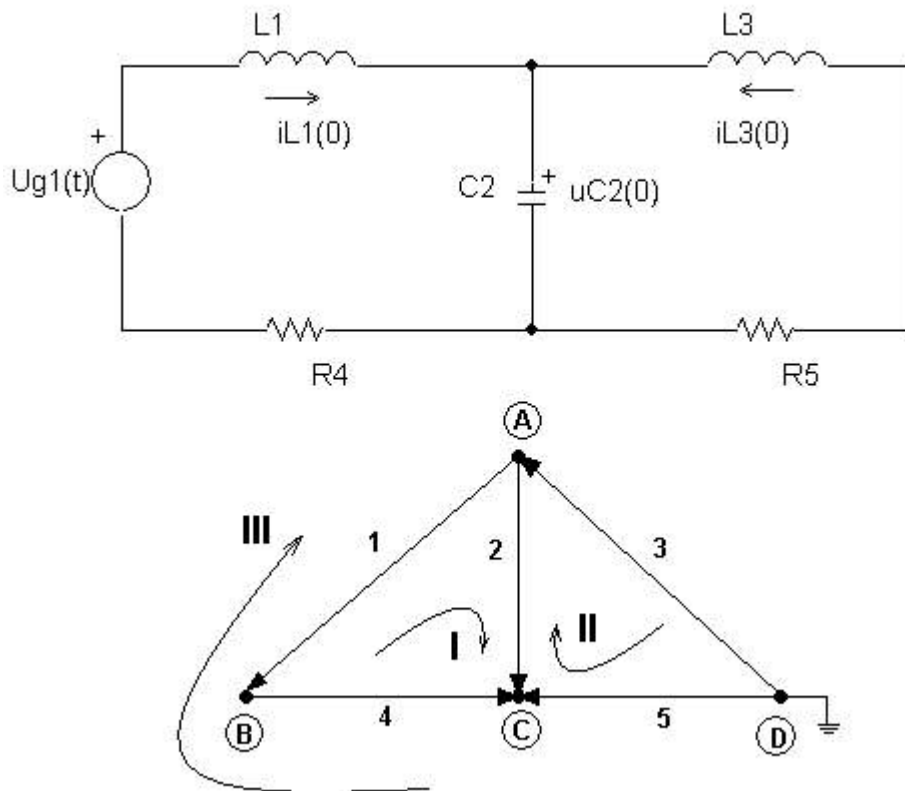 L1 L3
iL1(0) iL3(0)
+
Ug1(t)
C2 + uC2(0)
R4 R5
A
III 1 2 3
I II
B 4 C 5 D